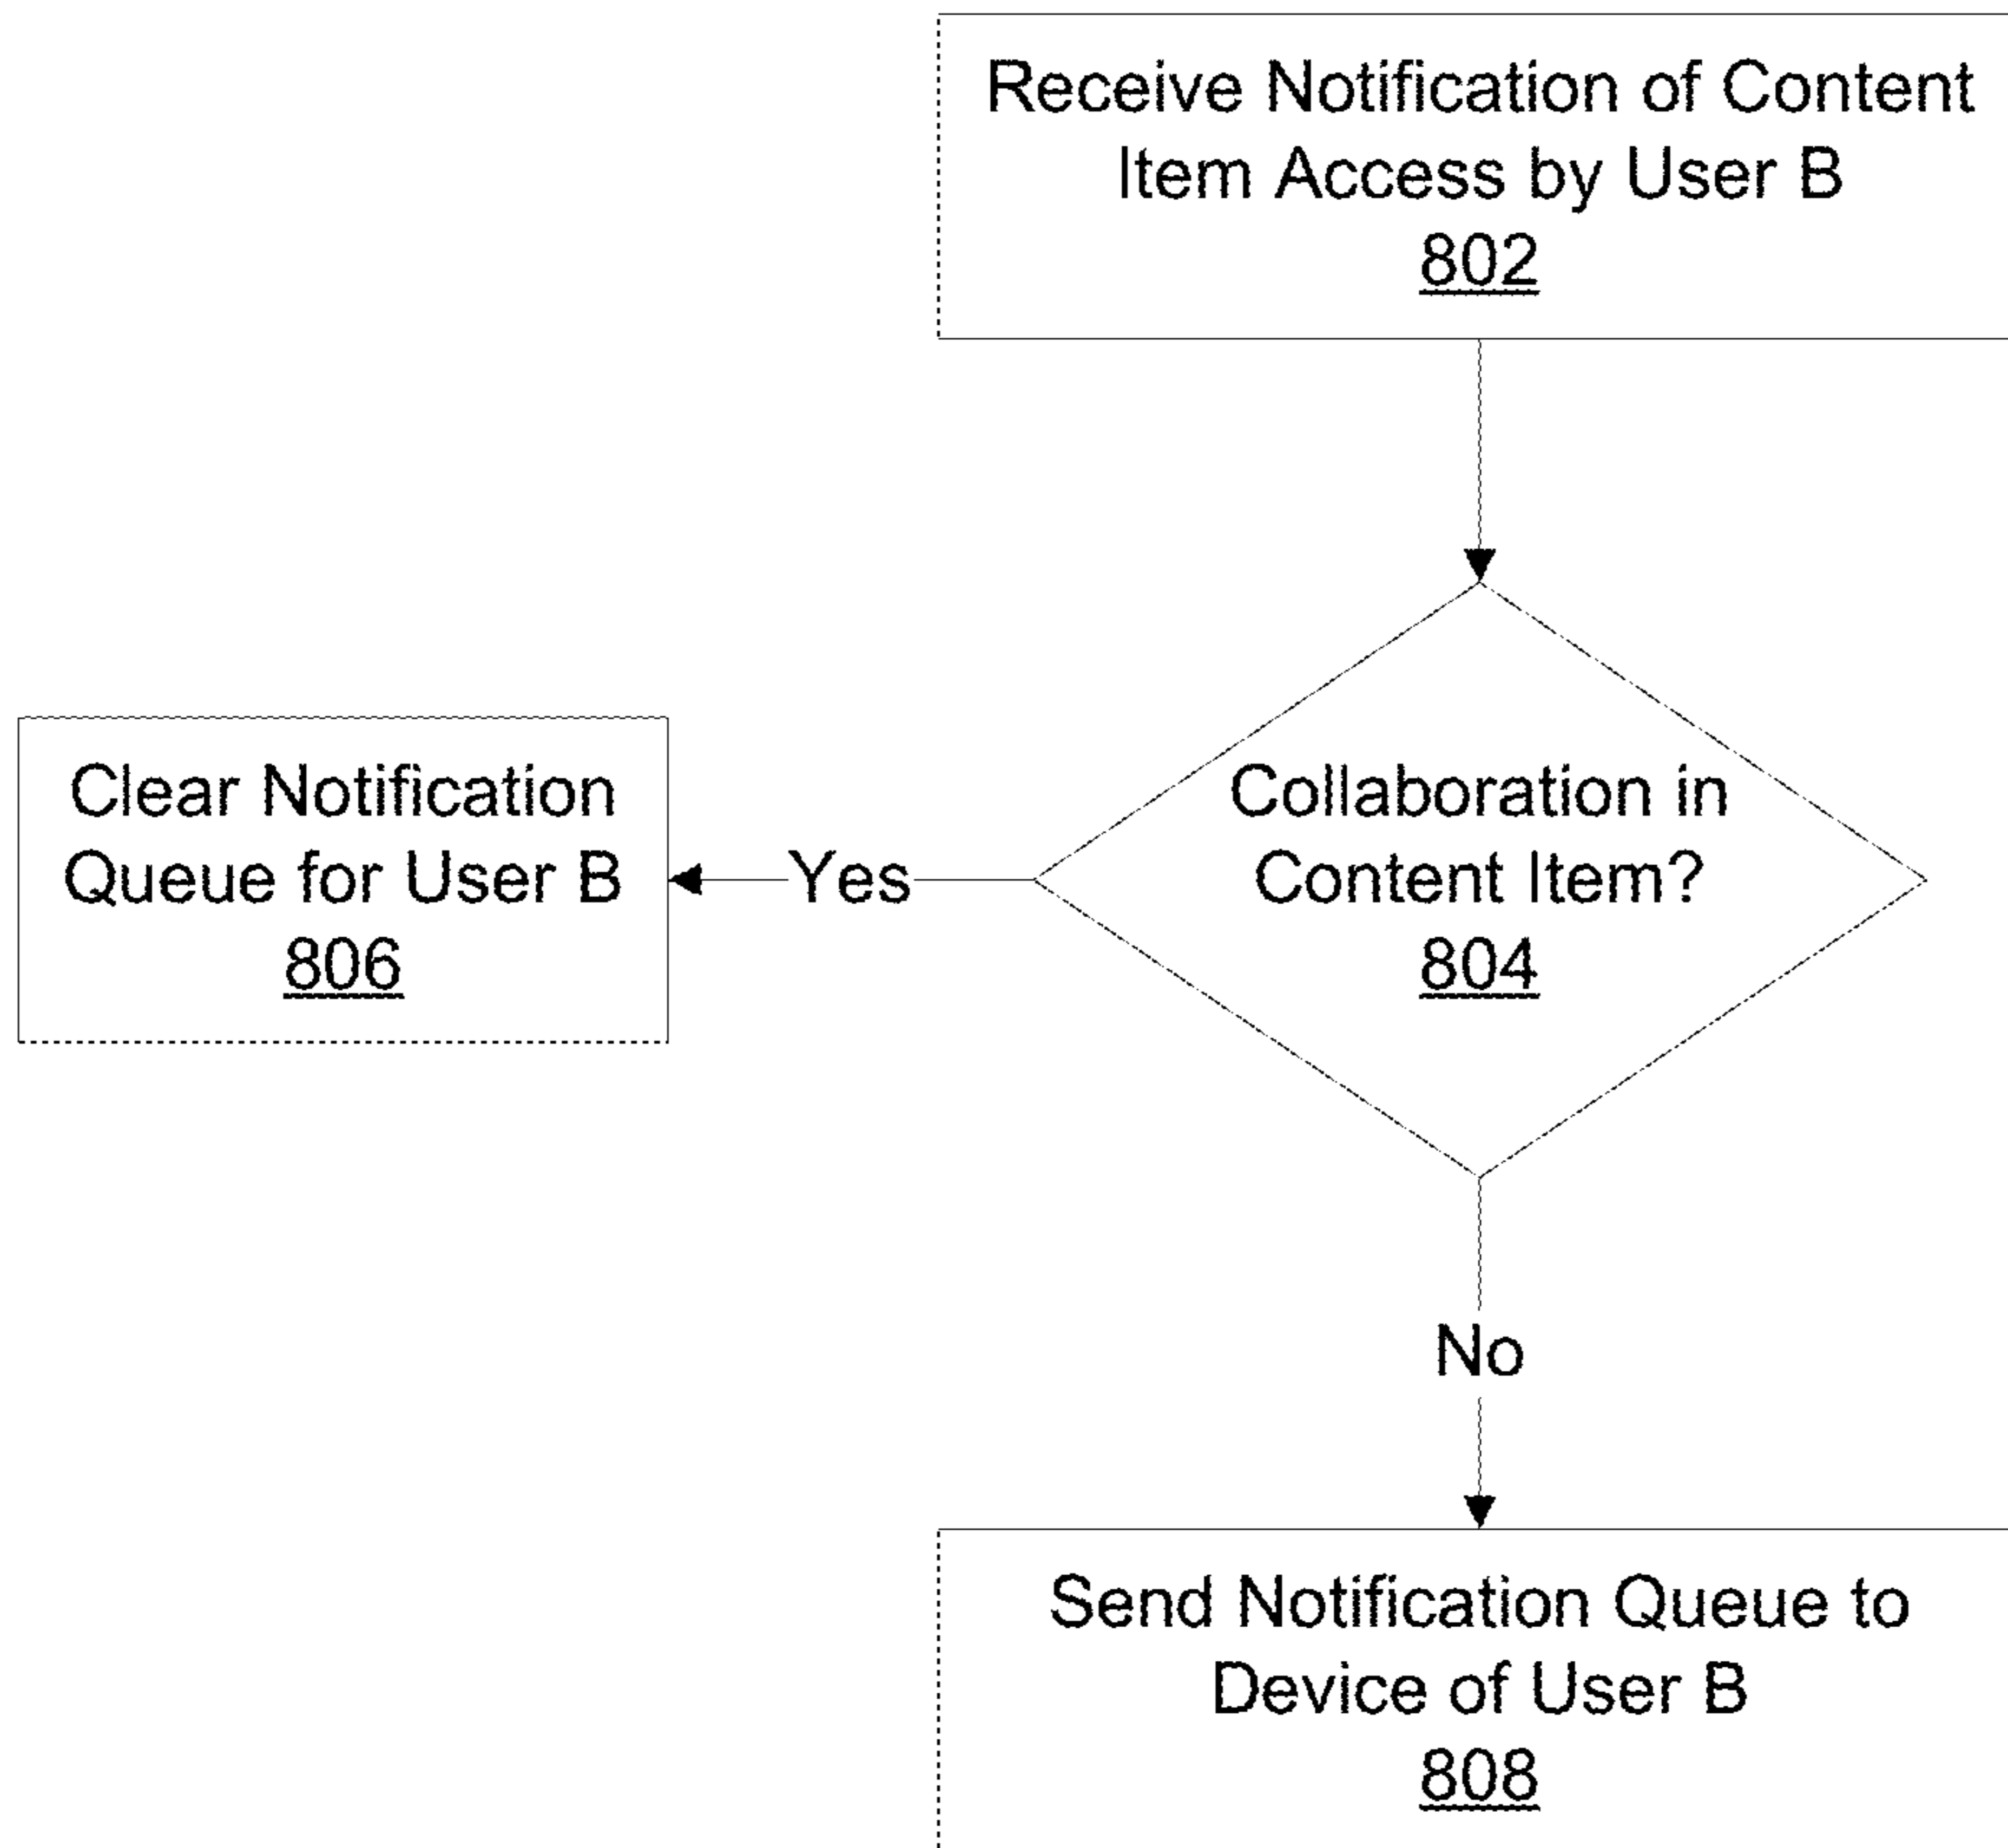 Receive Notification of Content
Item Access by User B
802
Collaboration in
Content Item?
804
Yes
Clear Notification
Queue for User B
806
No
Send Notification Queue to
Device of User B
808